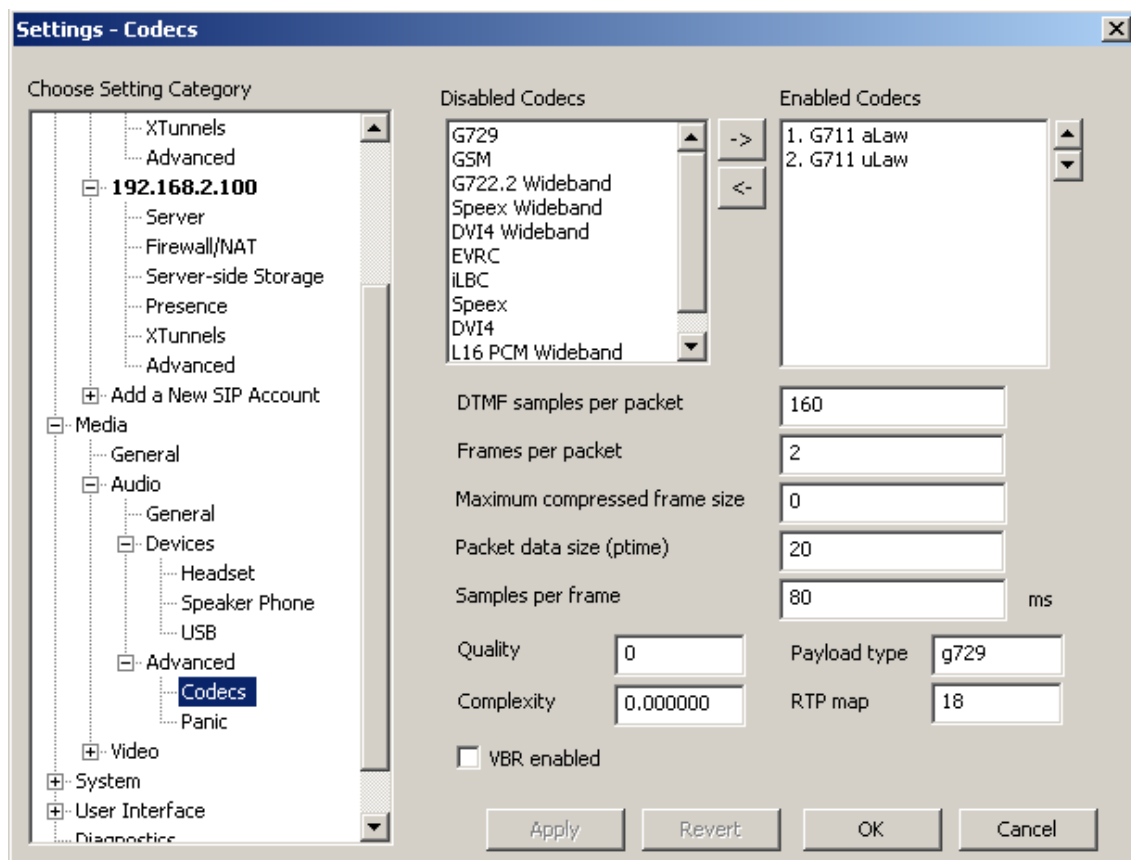 Settings - Codecs
Choose Setting Category
XTunnels
Advanced
192.168.2.100
Server
Firewall/NAT
Server-side Storage
Presence
XTunnels
Advanced
Add a New SIP Account
Media
General
Audio
General
Devices
Headset
Speaker Phone
USB
Advanced
Codecs
Panic
Video
System
User Interface
Diagnostics
Disabled Codecs
G729
GSM
G722.2 Wideband
Speex Wideband
DVI4 Wideband
EVRC
iLBC
Speex
DVI4
L16 PCM Wideband
->
<-
Enabled Codecs
1. G711 aLaw
2. G711 uLaw
DTMF samples per packet 160
Frames per packet 2
Maximum compressed frame size 0
Packet data size (ptime) 20
Samples per frame 80 ms
Quality 0 Payload type g729
Complexity 0.000000 RTP map 18
VBR enabled
Apply Revert OK Cancel